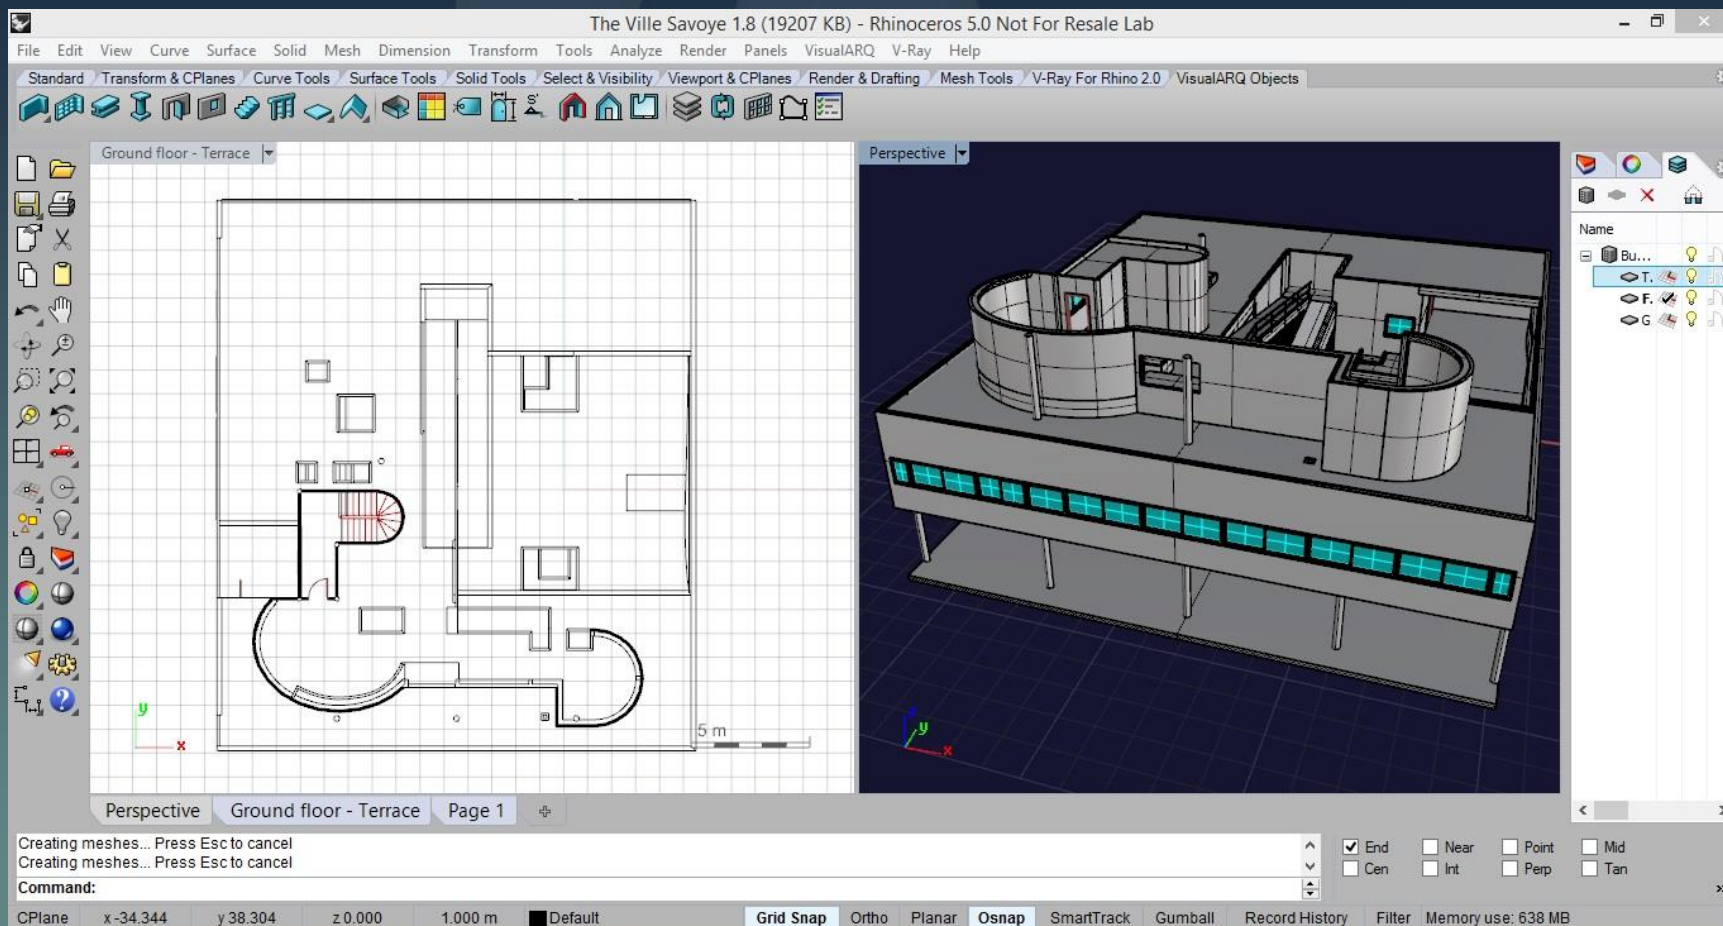 The Ville Savoye 1.8 (19207 KB) - Rhinoceros 5.0 Not For Resale Lab
File Edit View Curve Surface Solid Mesh Dimension Transform Tools Analyze Render Panels VisualARQ V-Ray Help
Standard Transform & CPlanes Curve Tools Surface Tools Solid Tools Select & Visibility Viewport & CPlanes Render & Drafting Mesh Tools V-Ray For Rhino 2.0 VisualARQ Objects
Ground floor - Terrace
Perspective
Name
Bu...
T.
F.
G
y
x
5 m
y
x
Perspective Ground floor - Terrace Page 1
Creating meshes... Press Esc to cancel
Creating meshes... Press Esc to cancel
Command:
End Near Point Mid
Cen Int Perp Tan
CPlane x -34.344 y 38.304 z 0.000 1.000 m Default Grid Snap Ortho Planar Osnap SmartTrack Gumball Record History Filter Memory use: 638 MB